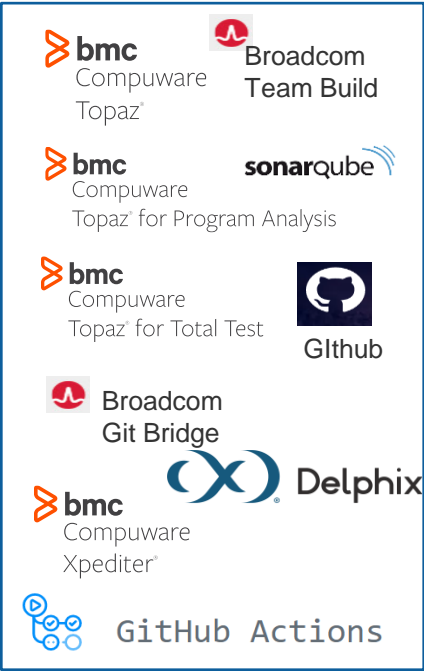 bmc
Compuware
Topaz®
Broadcom
Team Build
bmc
Compuware
Topaz® for Program Analysis
sonarqube
bmc
Compuware
Topaz® for Total Test
GIthub
Broadcom
Git Bridge
Delphix
bmc
Compuware
Xpediter®
GitHub Actions